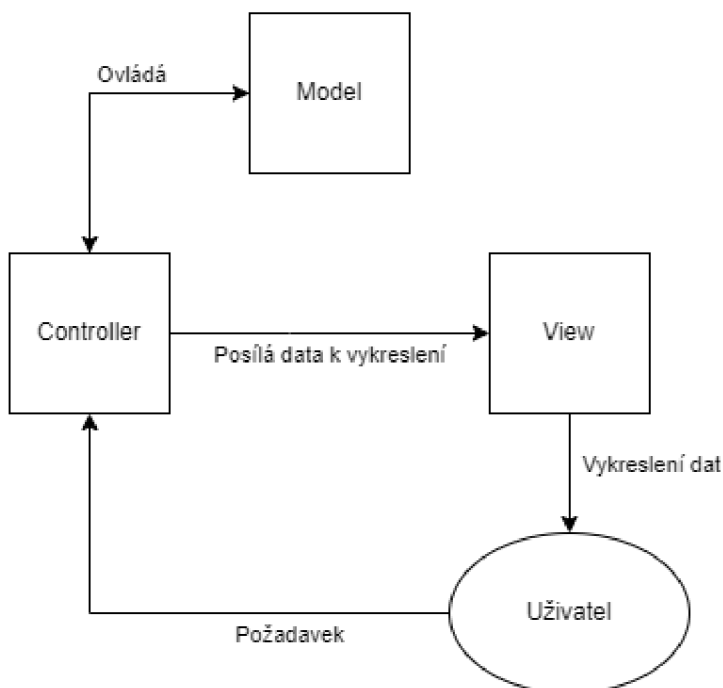 Ovládá
Model
Controller
Posílá data k vykreslení
View
Vykreslení dat
Uživatel
Požadavek